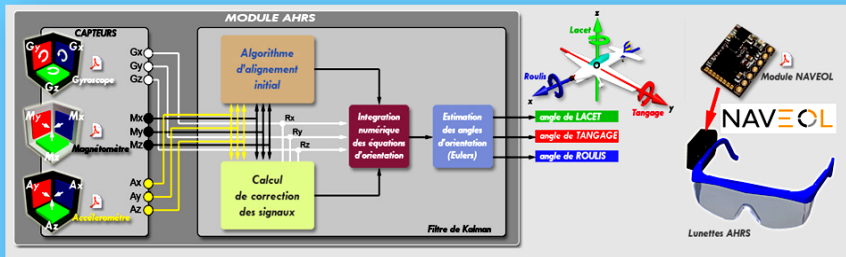 MODULE AHRS
CAPTEURS
Gy
Gx
Gz
Gyroscope
Gx
Gy
Gz
My
Mx
Mz
Magnétomètre
Mx
My
Mz
Ay
Ax
Az
Accéléromètre
Ax
Ay
Az
Algorithme
d'alignement
initial
Rx
Ry
Rz
Calcul
de correction
des signaux
Integration
numérique
des équations
d'orientation
Estimation
des angles
d'orientation
(Eulers)
Filtre de Kalman
angle de LACET
angle de TANGAGE
angle de ROULIS
z
Lacet
Roulis
x
y
Tangage
Module NAVEOL
NAVEOL
Lunettes AHRS